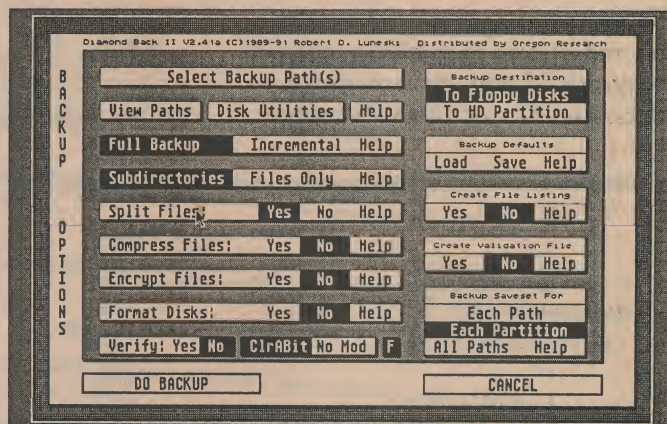 Diamond Back II V2.41a (C)1989-91 Robert D. Luneski Distributed by Oregon Research
BACKUP OPTIONS
Select Backup Path(s)
View Paths Disk Utilities Help
Full Backup Incremental Help
Subdirectories Files Only Help
Split Files: Yes No Help
Compress Files: Yes No Help
Encrypt Files: Yes No Help
Format Disks: Yes No Help
Verify: Yes No ClrABit No Mod F
Backup Destination
To Floppy Disks
To HD Partition
Backup Defaults
Load Save Help
Create File Listing
Yes No Help
Create Validation File
Yes No Help
Backup Saveset For
Each Path
Each Partition
All Paths Help
DO BACKUP CANCEL